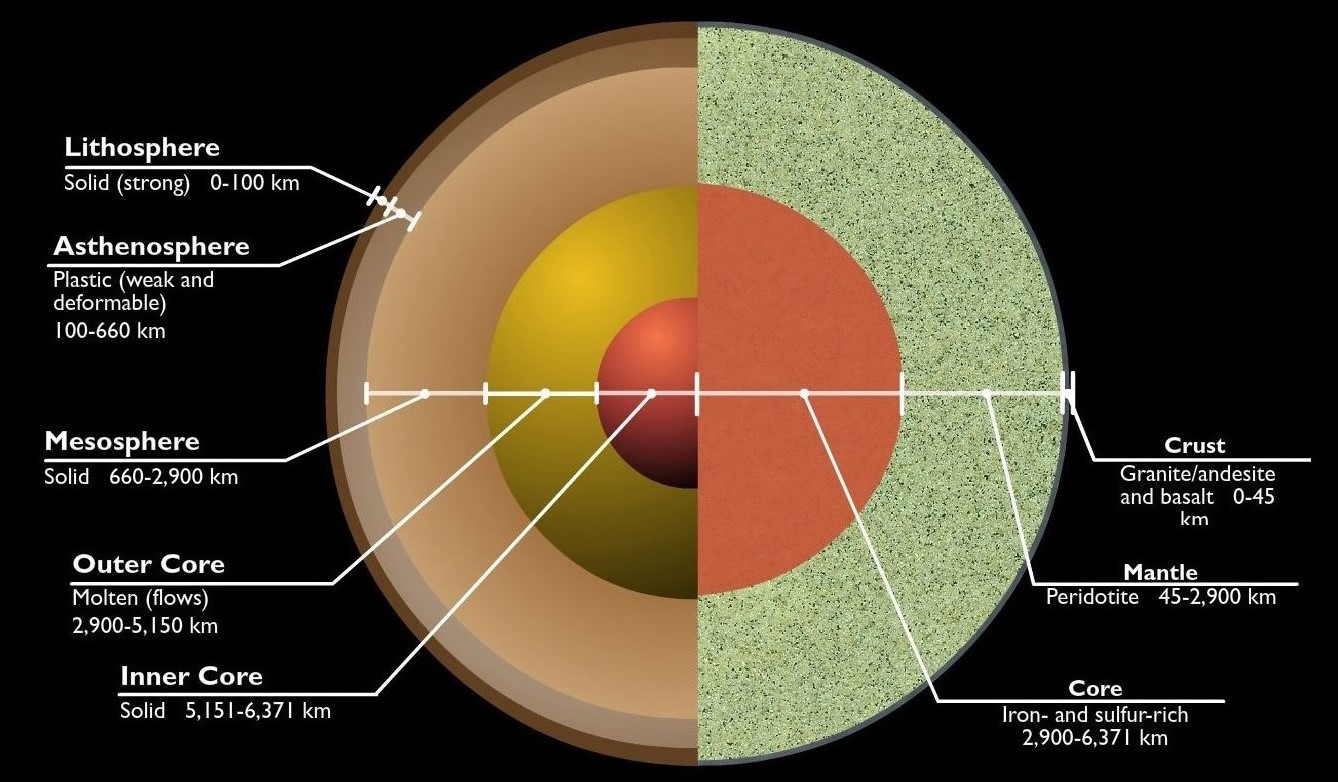 Lithosphere
Solid (strong) 0-100 km
Asthenosphere
Plastic (weak and
deformable)
100-660 km
Mesosphere
Solid 660-2,900 km
Outer Core
Molten (flows)
2,900-5,150 km
Inner Core
Solid 5,151-6,371 km
Crust
Granite/andesite
and basalt 0-45
km
Mantle
Peridotite 45-2,900 km
Core
Iron- and sulfur-rich
2,900-6,371 km